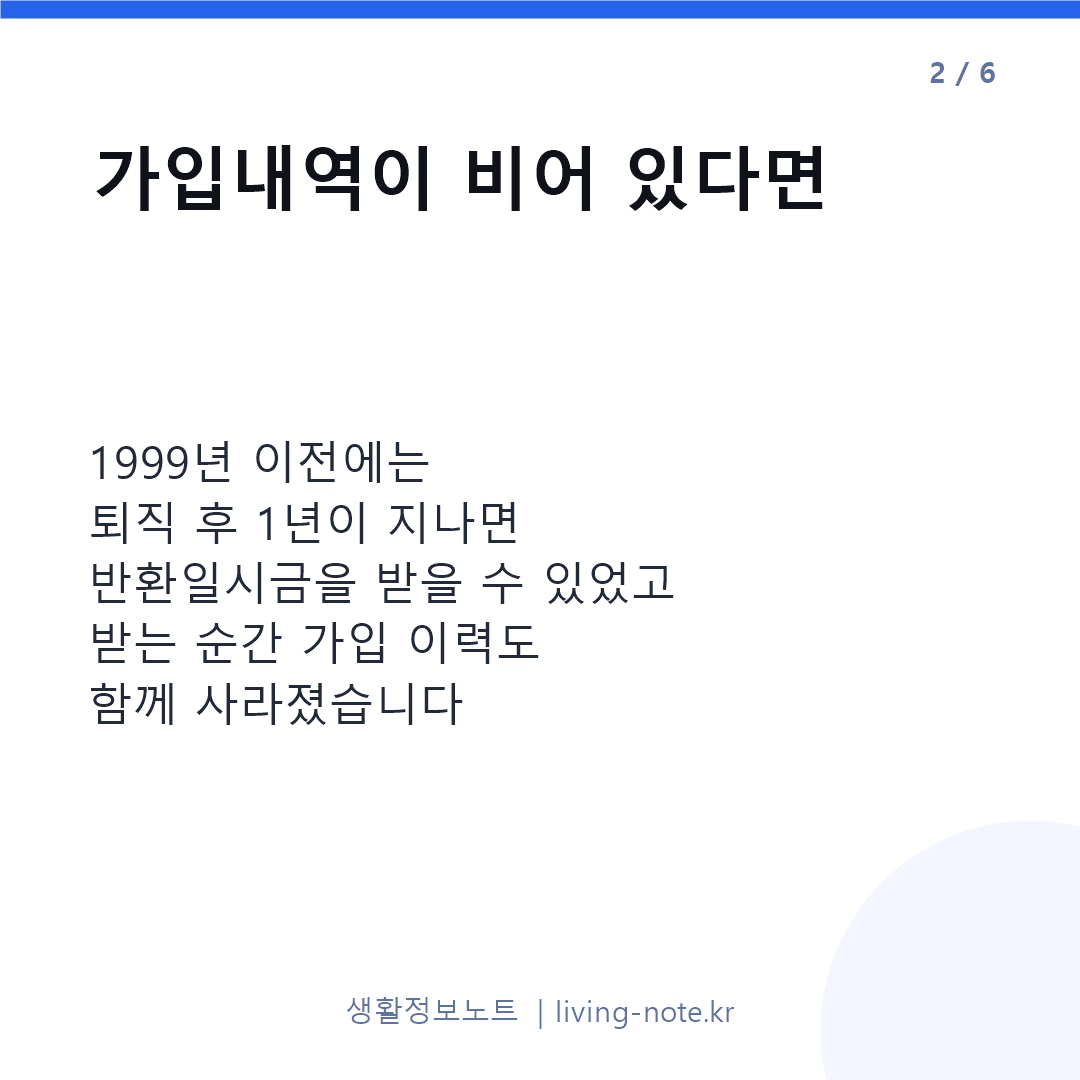 2 / 6
가입내역이 비어 있다면
1999년 이전에는
퇴직 후 1년이 지나면
반환일시금을 받을 수 있었고
받는 순간 가입 이력도
함께 사라졌습니다
생활정보노트 | living-note.kr